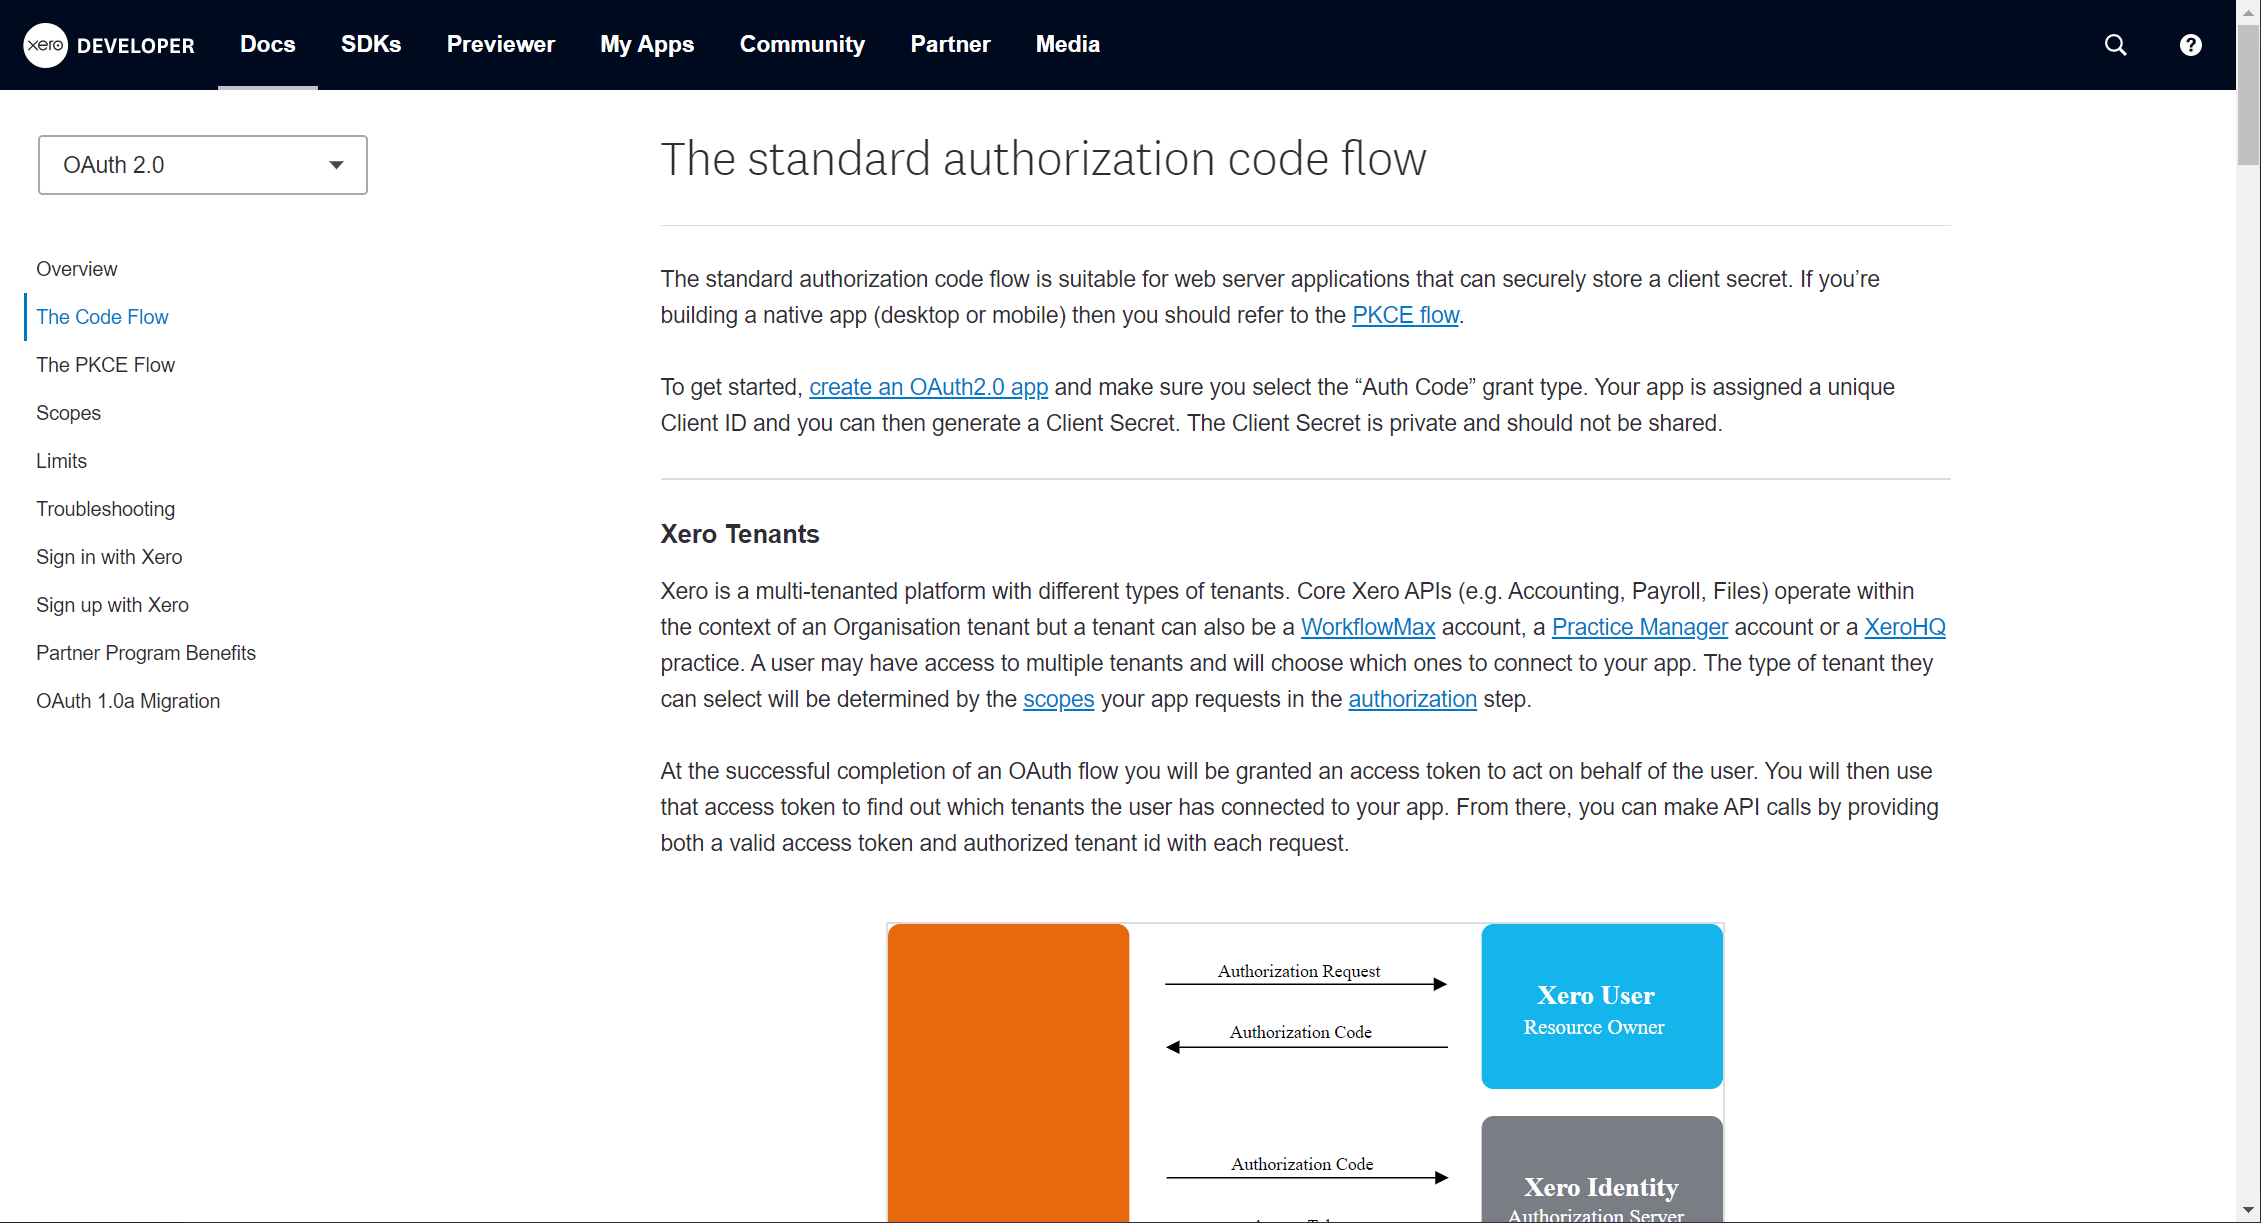 xero DEVELOPER Docs SDKs Previewer My Apps Community Partner Media ?
OAuth 2.0
Overview
The Code Flow
The PKCE Flow
Scopes
Limits
Troubleshooting
Sign in with Xero
Sign up with Xero
Partner Program Benefits
OAuth 1.0a Migration
The standard authorization code flow
The standard authorization code flow is suitable for web server applications that can securely store a client secret. If you’re
building a native app (desktop or mobile) then you should refer to the PKCE flow.
To get started, create an OAuth2.0 app and make sure you select the “Auth Code” grant type. Your app is assigned a unique
Client ID and you can then generate a Client Secret. The Client Secret is private and should not be shared.
Xero Tenants
Xero is a multi-tenanted platform with different types of tenants. Core Xero APIs (e.g. Accounting, Payroll, Files) operate within
the context of an Organisation tenant but a tenant can also be a WorkflowMax account, a Practice Manager account or a XeroHQ
practice. A user may have access to multiple tenants and will choose which ones to connect to your app. The type of tenant they
can select will be determined by the scopes your app requests in the authorization step.
At the successful completion of an OAuth flow you will be granted an access token to act on behalf of the user. You will then use
that access token to find out which tenants the user has connected to your app. From there, you can make API calls by providing
both a valid access token and authorized tenant id with each request.
Authorization Request
Xero User
Resource Owner
Authorization Code
Authorization Code
Xero Identity
Authorization Server